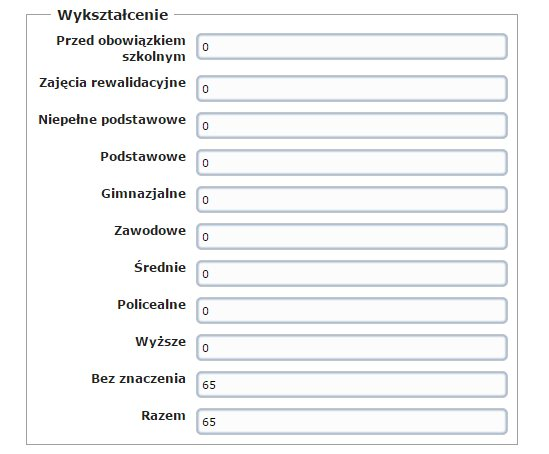 Wykształcenie
Przed obowiązkiem
szkolnym 0
Zajęcia rewalidacyjne 0
Niepełne podstawowe 0
Podstawowe 0
Gimnazjalne 0
Zawodowe 0
Średnie 0
Policealne 0
Wyższe 0
Bez znaczenia 65
Razem 65